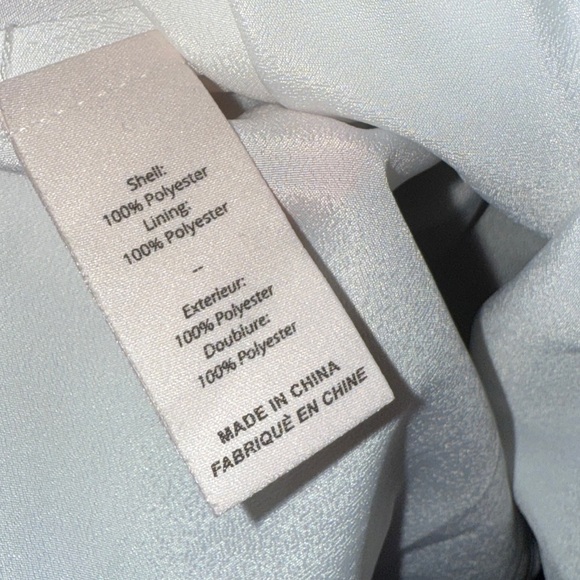 Shell:
100% Polyester
Lining:
100% Polyester
–
Exterieur:
100% Polyester
Doublure:
100% Polyester
MADE IN CHINA
FABRIQUÈ EN CHINE